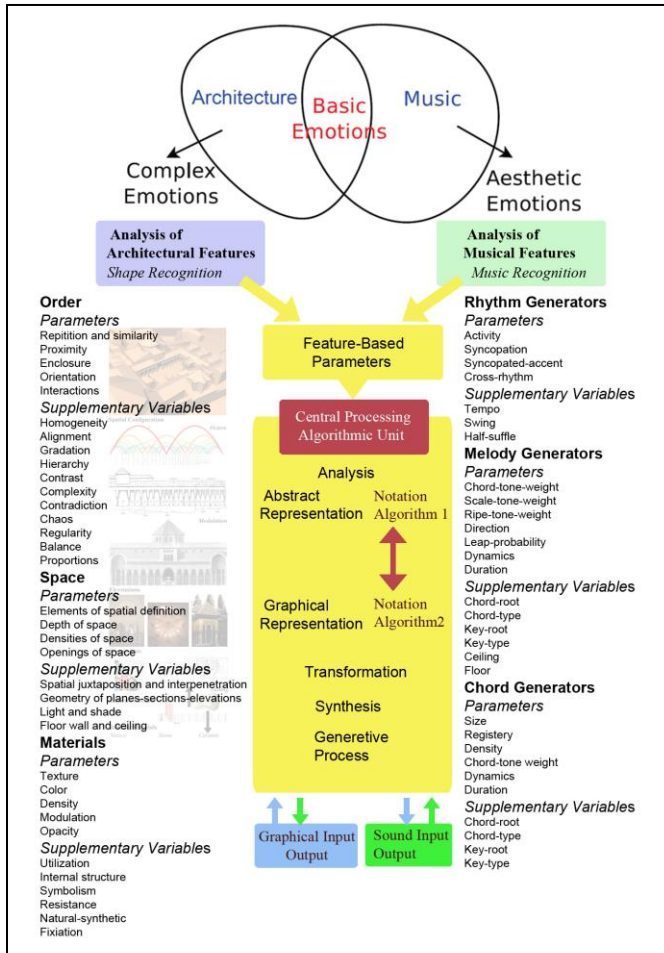 Architecture
Basic
Emotions
Music
Complex
Emotions
Aesthetic
Emotions
Analysis of
Architectural Features
Shape Recognition
Analysis of
Musical Features
Music Recognition
Order
Parameters
Repitition and similarity
Proximity
Enclosure
Orientation
Interactions
Supplementary Variables
Homogeneity
Alignment
Gradation
Hierarchy
Contrast
Complexity
Contradiction
Chaos
Regularity
Balance
Proportions
Space
Parameters
Elements of spatial definition
Depth of space
Densities of space
Openings of space
Supplementary Variables
Spatial juxtaposition and interpenetration
Geometry of planes-sections-elevations
Light and shade
Floor wall and ceiling
Materials
Parameters
Texture
Color
Density
Modulation
Opacity
Supplementary Variables
Utilization
Internal structure
Symbolism
Resistance
Natural-synthetic
Fixiation
Feature-Based
Parameters
Central Processing
Algorithmic Unit
Analysis
Abstract
Representation
Notation
Algorithm 1
Graphical
Representation
Notation
Algorithm2
Transformation
Synthesis
Generetive
Process
Graphical Input
Output
Sound Input
Output
Rhythm Generators
Parameters
Activity
Syncopation
Syncopated-accent
Cross-rhythm
Supplementary Variables
Tempo
Swing
Half-suffle
Melody Generators
Parameters
Chord-tone-weight
Scale-tone-weight
Ripe-tone-weight
Direction
Leap-probability
Dynamics
Duration
Supplementary Variables
Chord-root
Chord-type
Key-root
Key-type
Ceiling
Floor
Chord Generators
Parameters
Size
Registery
Density
Chord-tone weight
Dynamics
Duration
Supplementary Variables
Chord-root
Chord-type
Key-root
Key-type